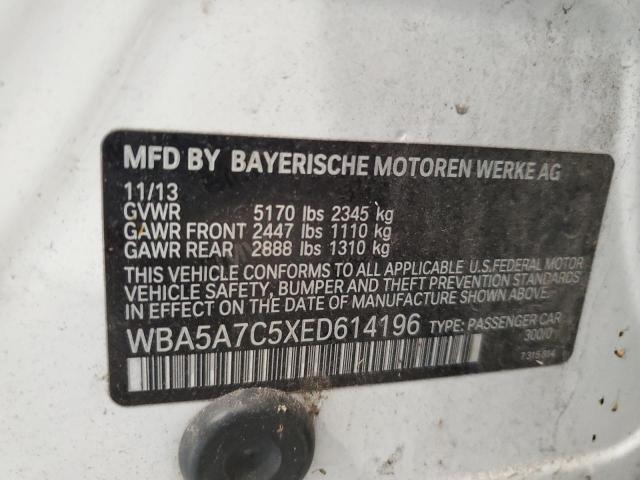 MFD BY BAYERISCHE MOTOREN WERKE AG
11/13
GVWR 5170 lbs 2345 kg
GAWR FRONT 2447 lbs 1110 kg
GAWR REAR 2888 lbs 1310 kg
THIS VEHICLE CONFORMS TO ALL APPLICABLE U.S.FEDERAL MOTOR
VEHICLE SAFETY, BUMPER AND THEFT PREVENTION STANDARDS
IN EFFECT ON THE DATE OF MANUFACTURE SHOWN ABOVE.
WBA5A7C5XED614196 TYPE: PASSENGER CAR
300/0